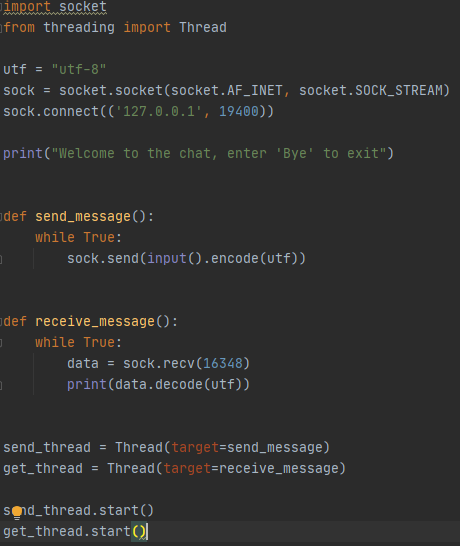 import socket
from threading import Thread
utf = "utf-8"
sock = socket.socket(socket.AF_INET, socket.SOCK_STREAM)
sock.connect(('127.0.0.1', 19400))
print("Welcome to the chat, enter 'Bye' to exit")
def send_message():
    while True:
        sock.send(input().encode(utf))
def receive_message():
    while True:
        data = sock.recv(16348)
        print(data.decode(utf))
send_thread = Thread(target=send_message)
get_thread = Thread(target=receive_message)
send_thread.start()
get_thread.start()